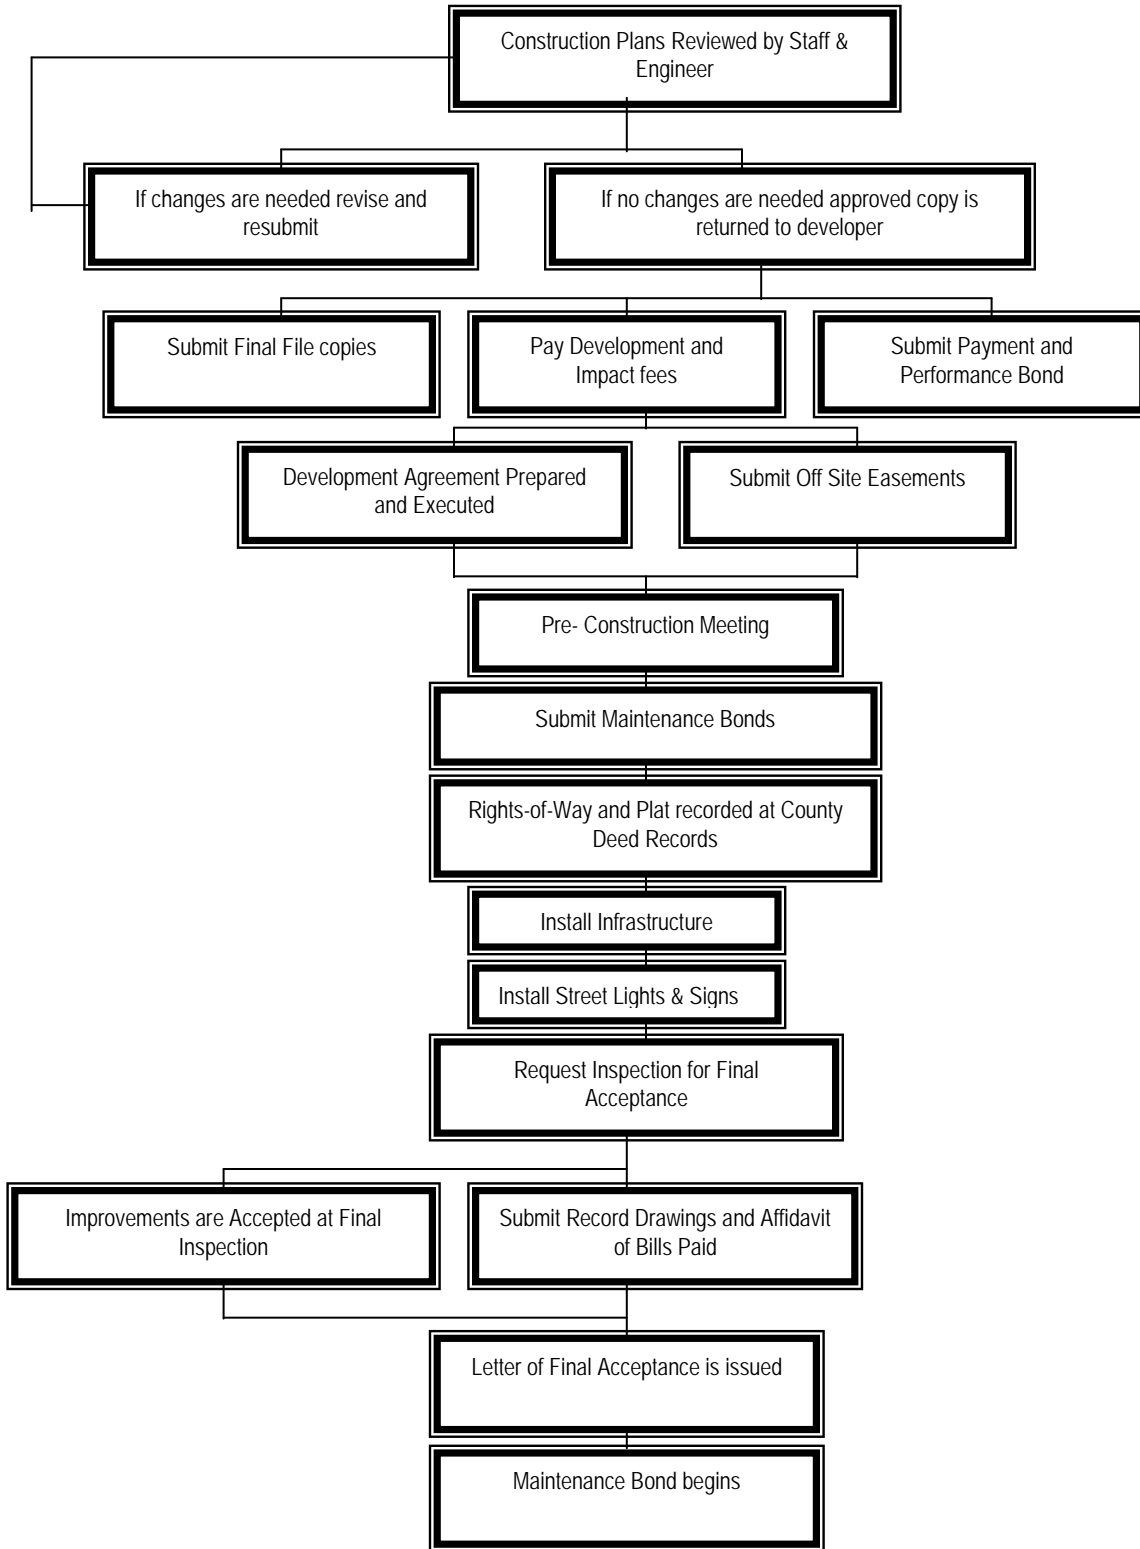 Construction Plans Reviewed by Staff &
Engineer
If changes are needed revise and
resubmit
If no changes are needed approved copy is
returned to developer
Submit Final File copies
Pay Development and
Impact fees
Submit Payment and
Performance Bond
Development Agreement Prepared
and Executed
Submit Off Site Easements
Pre- Construction Meeting
Submit Maintenance Bonds
Rights-of-Way and Plat recorded at County
Deed Records
Install Infrastructure
Install Street Lights & Signs
Request Inspection for Final
Acceptance
Improvements are Accepted at Final
Inspection
Submit Record Drawings and Affidavit
of Bills Paid
Letter of Final Acceptance is issued
Maintenance Bond begins